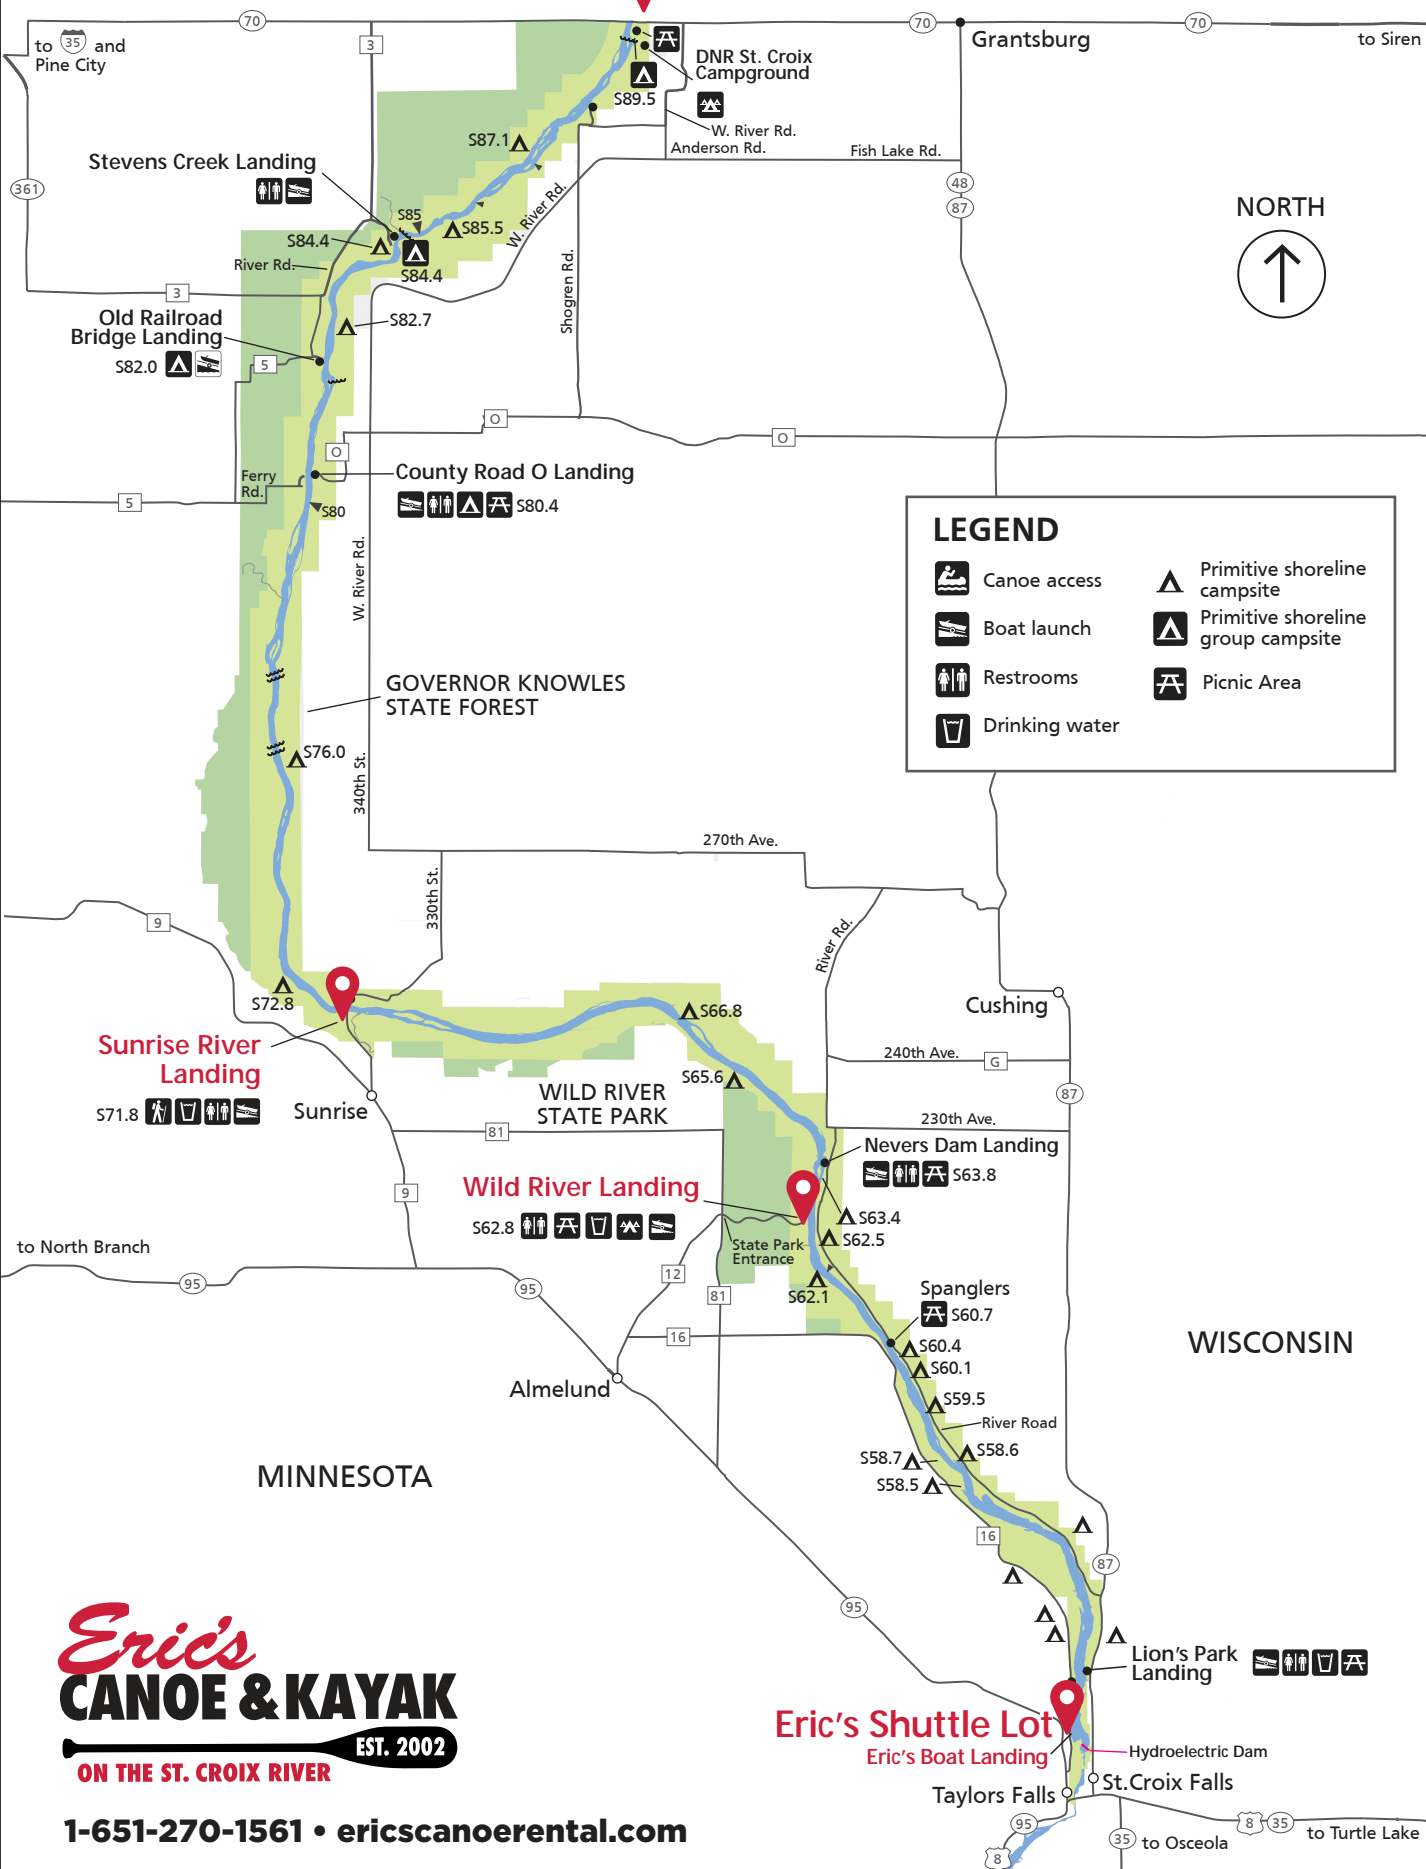 70
70
70
to 35 and
Pine City
3
Grantsburg
to Siren
DNR St. Croix
Campground
S89.5
W. River Rd.
Anderson Rd.
Fish Lake Rd.
S87.1
Stevens Creek Landing
361
48
87
NORTH
S85
S85.5
W. River Rd.
S84.4
S84.4
River Rd.
Shogren Rd.
3
Old Railroad
Bridge Landing
S82.0
S82.7
5
O
O
O
Ferry
Rd.
County Road O Landing
S80.4
5
S80
W. River Rd.
LEGEND
Canoe access
Boat launch
Restrooms
Drinking water
Primitive shoreline
campsite
Primitive shoreline
group campsite
Picnic Area
GOVERNOR KNOWLES
STATE FOREST
S76.0
340th St.
270th Ave.
330th St.
9
River Rd.
S72.8
Cushing
S66.8
Sunrise River
Landing
S71.8
Sunrise
240th Ave.
G
S65.6
WILD RIVER
STATE PARK
87
230th Ave.
81
Nevers Dam Landing
S63.8
Wild River Landing
S62.8
9
S63.4
S62.5
State Park
Entrance
to North Branch
95
95
12
81
S62.1
Spanglers
S60.7
16
S60.4
S60.1
WISCONSIN
Almelund
S59.5
River Road
S58.6
S58.7
S58.5
MINNESOTA
16
87
95
Lion's Park
Landing
Eric's Shuttle Lot
Eric's Boat Landing
Hydroelectric Dam
St.Croix Falls
Taylors Falls
95
8
35
to Osceola
8
35
to Turtle Lake
Eric's
CANOE & KAYAK
EST. 2002
ON THE ST. CROIX RIVER
1-651-270-1561 • ericscanoerental.com